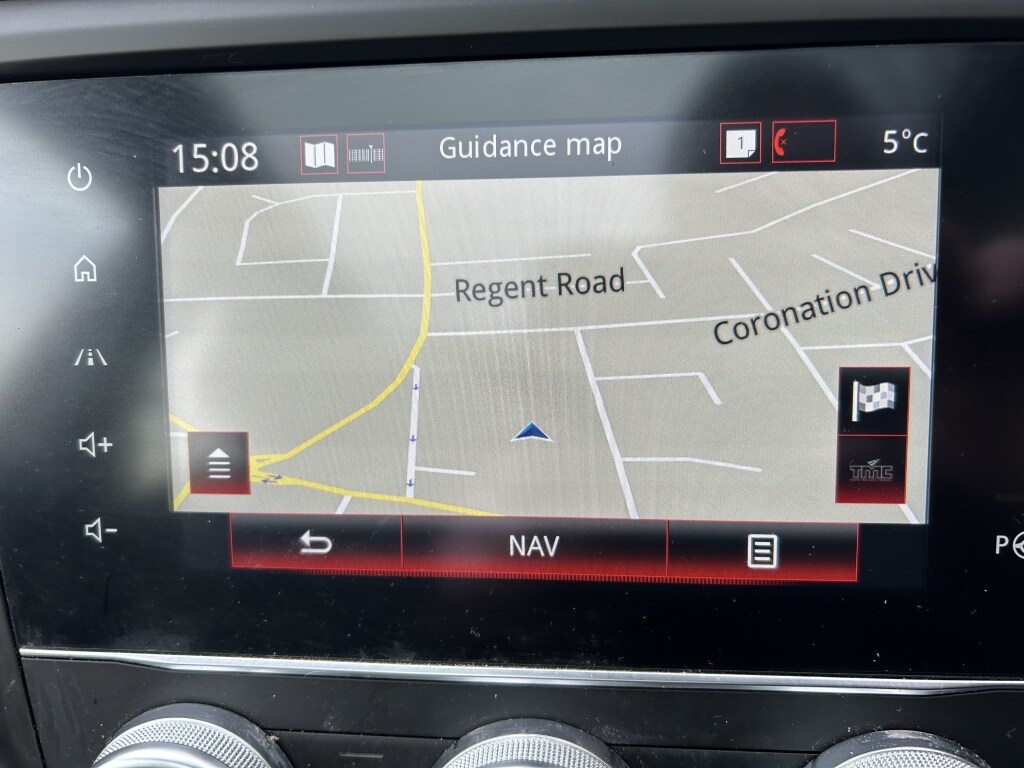 15:08
Guidance map
1
5°C
Regent Road
Coronation Driv
TMC
NAV
P